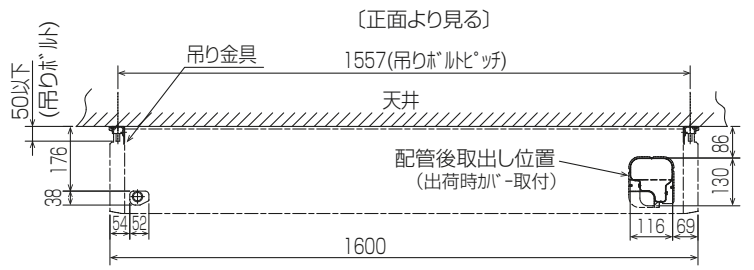 〔正面より見る〕
吊り金具
1557(吊りボルトピッチ)
50以下
(吊りボルト)
天井
176
38
配管後取出し位置
(出荷時カバー取付)
86
130
54
52
116
69
1600